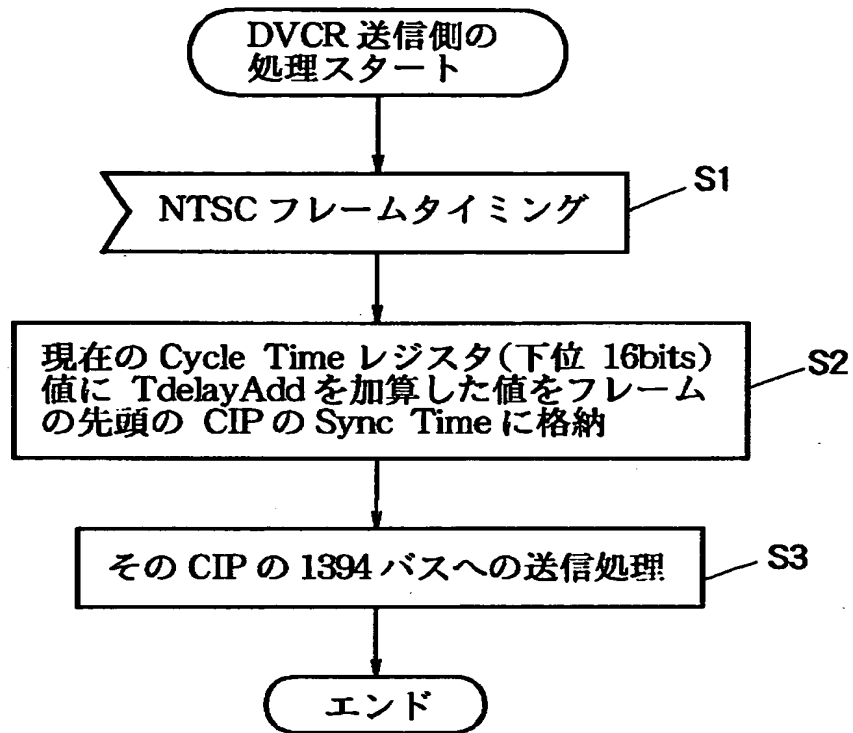 DVCR 送信側の
処理スタート
S1
NTSC フレームタイミング
S2
現在の Cycle Time レジスタ(下位 16bits)
値に TdelayAdd を加算した値をフレーム
の先頭の CIP の Sync Time に格納
S3
その CIP の 1394 バスへの送信処理
エンド